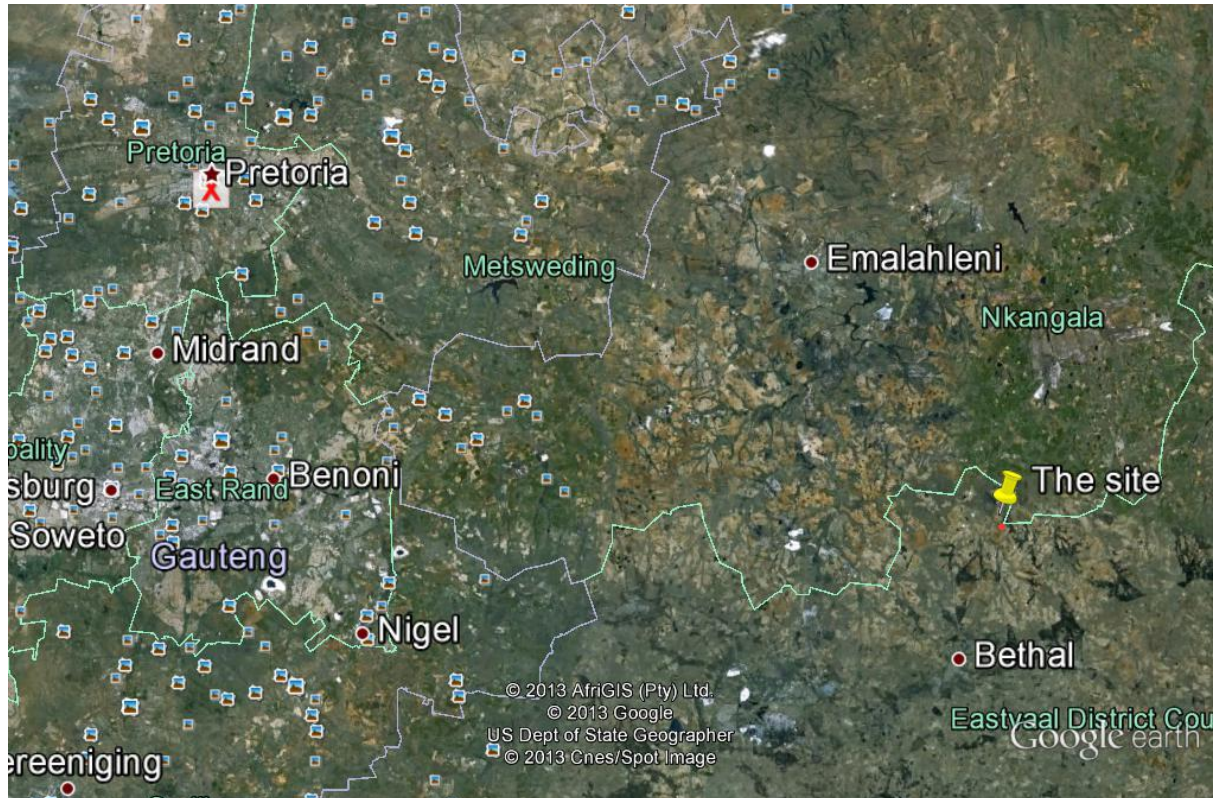 Pretoria
Pretoria
Metsweding
Emalahleni
Nkangala
Midrand
pality
sburg
East Rand
Benoni
The site
Soweto
Gauteng
Nigel
Bethal
© 2013 AfriGIS (Pty) Ltd.
© 2013 Google
US Dept of State Geographer
© 2013 Cnes/Spot Image
Eastvaal District Cou
Google earth
ereeniging